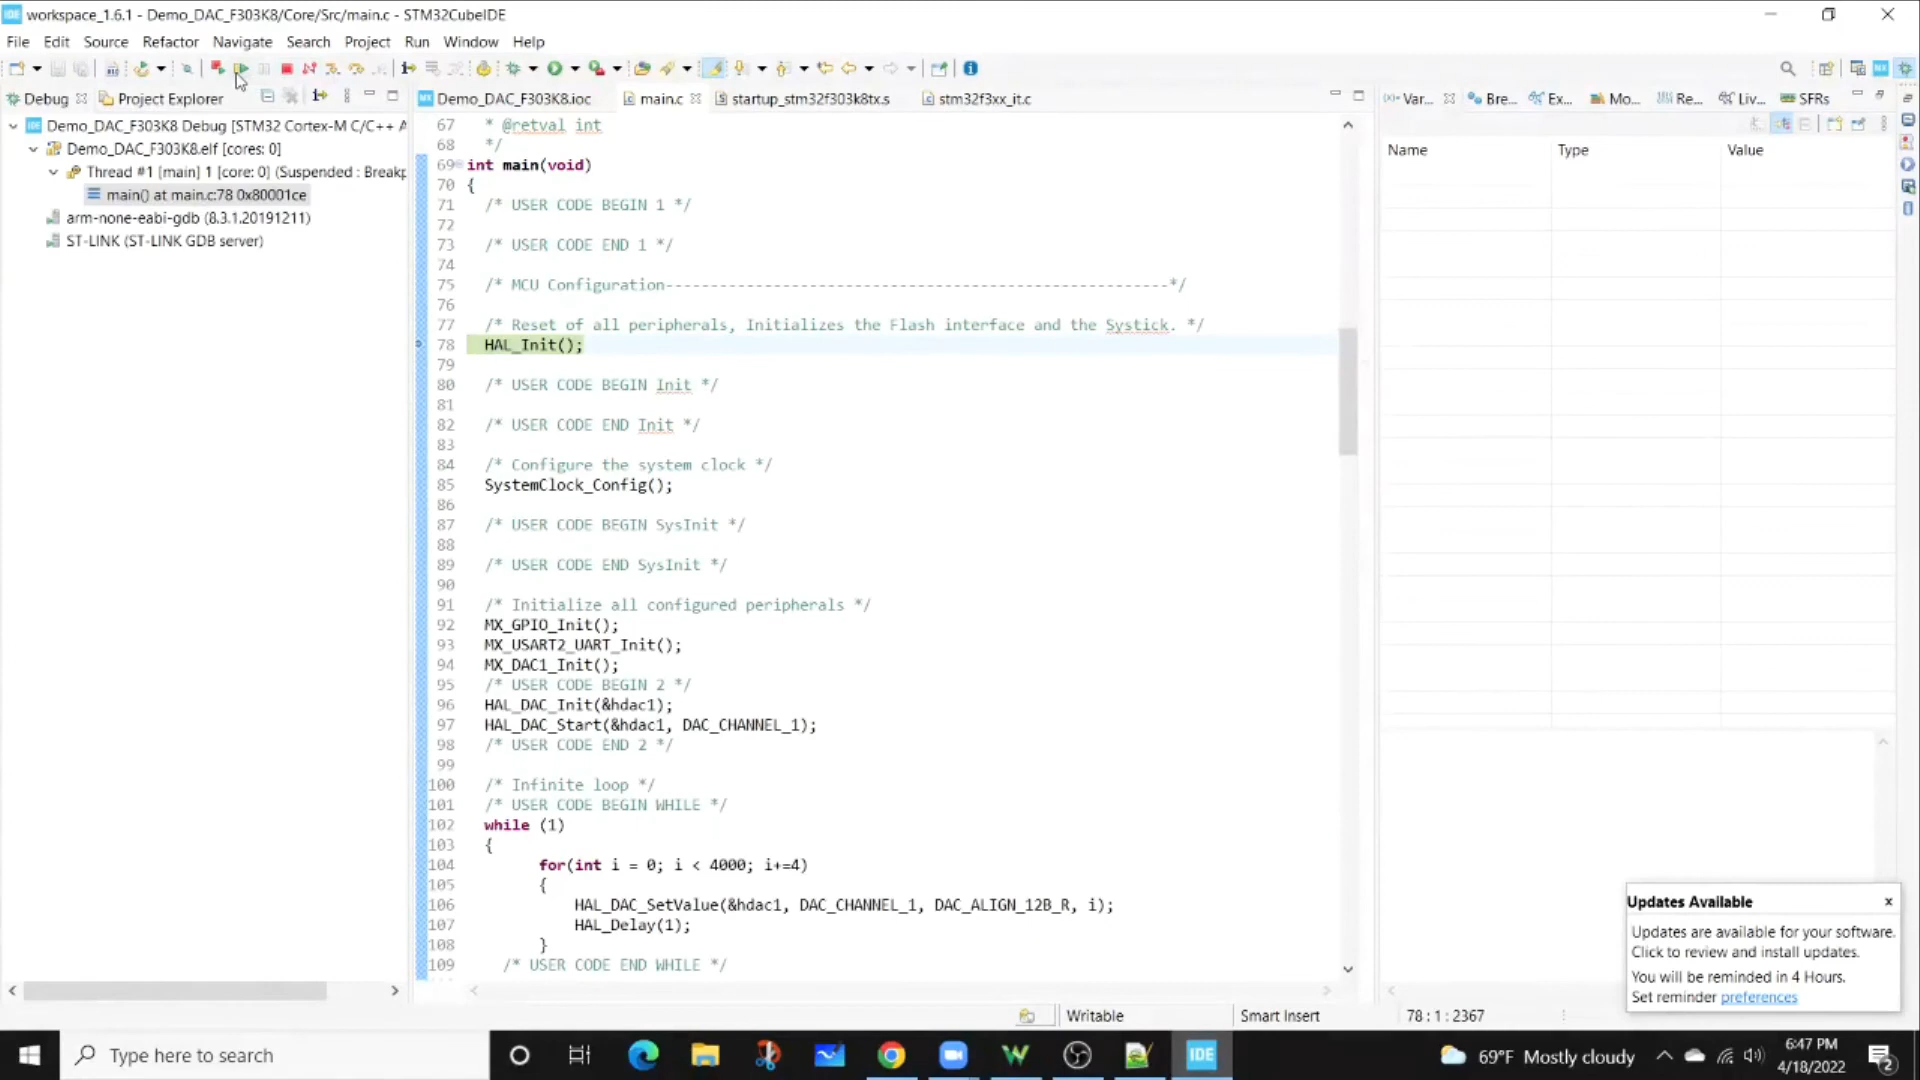 workspace_1.6.1 - Demo_DAC_F303K8/Core/Src/main.c - STM32CubeIDE
File Edit Source Refactor Navigate Search Project Run Window Help
Debug Project Explorer
Demo_DAC_F303K8 Debug [STM32 Cortex-M C/C++ A
Demo_DAC_F303K8.elf [cores: 0]
Thread #1 [main] 1 [core: 0] (Suspended : Breakp
main() at main.c:78 0x80001ce
arm-none-eabi-gdb (8.3.1.20191211)
ST-LINK (ST-LINK GDB server)
Demo_DAC_F303K8.ioc main.c startup_stm32f303k8tx.s stm32f3xx_it.c
67 * @retval int
68 */
69 int main(void)
70 {
71 /* USER CODE BEGIN 1 */
72
73 /* USER CODE END 1 */
74
75 /* MCU Configuration--------------------------------------------------------*/
76
77 /* Reset of all peripherals, Initializes the Flash interface and the Systick. */
78 HAL_Init();
79
80 /* USER CODE BEGIN Init */
81
82 /* USER CODE END Init */
83
84 /* Configure the system clock */
85 SystemClock_Config();
86
87 /* USER CODE BEGIN SysInit */
88
89 /* USER CODE END SysInit */
90
91 /* Initialize all configured peripherals */
92 MX_GPIO_Init();
93 MX_USART2_UART_Init();
94 MX_DAC1_Init();
95 /* USER CODE BEGIN 2 */
96 HAL_DAC_Init(&hdac1);
97 HAL_DAC_Start(&hdac1, DAC_CHANNEL_1);
98 /* USER CODE END 2 */
99
100 /* Infinite loop */
101 /* USER CODE BEGIN WHILE */
102 while (1)
103 {
104 for(int i = 0; i < 4000; i+=4)
105 {
106 HAL_DAC_SetValue(&hdac1, DAC_CHANNEL_1, DAC_ALIGN_12B_R, i);
107 HAL_Delay(1);
108 }
109 /* USER CODE END WHILE */
Var... Bre... Ex... Mo... Re... Liv... SFRs
Name Type Value
Updates Available x
Updates are available for your software.
Click to review and install updates.
You will be reminded in 4 Hours.
Set reminder preferences
Writable Smart Insert 78 : 1 : 2367
Type here to search
IDE
69°F Mostly cloudy
6:47 PM
4/18/2022
2